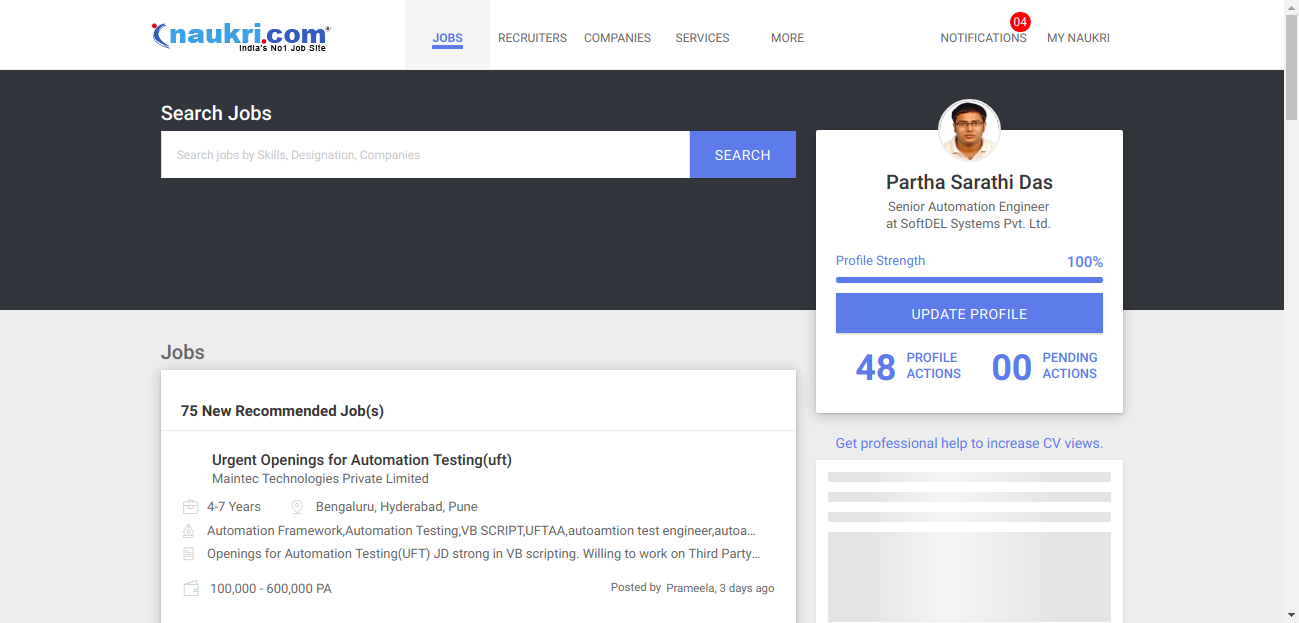 naukri.com
India's No1 Job Site
JOBS
RECRUITERS
COMPANIES
SERVICES
MORE
NOTIFICATIONS
04
MY NAUKRI
Search Jobs
Search jobs by Skills, Designation, Companies
SEARCH
Partha Sarathi Das
Senior Automation Engineer
at SoftDEL Systems Pvt. Ltd.
Profile Strength
100%
UPDATE PROFILE
48
PROFILE
ACTIONS
00
PENDING
ACTIONS
Get professional help to increase CV views.
Jobs
75 New Recommended Job(s)
Urgent Openings for Automation Testing(uft)
Maintec Technologies Private Limited
4-7 Years
Bengaluru, Hyderabad, Pune
Automation Framework,Automation Testing,VB SCRIPT,UFTAA,autoamtion test engineer,autoa...
Openings for Automation Testing(UFT) JD strong in VB scripting. Willing to work on Third Party...
100,000 - 600,000 PA
Posted by Prameela, 3 days ago